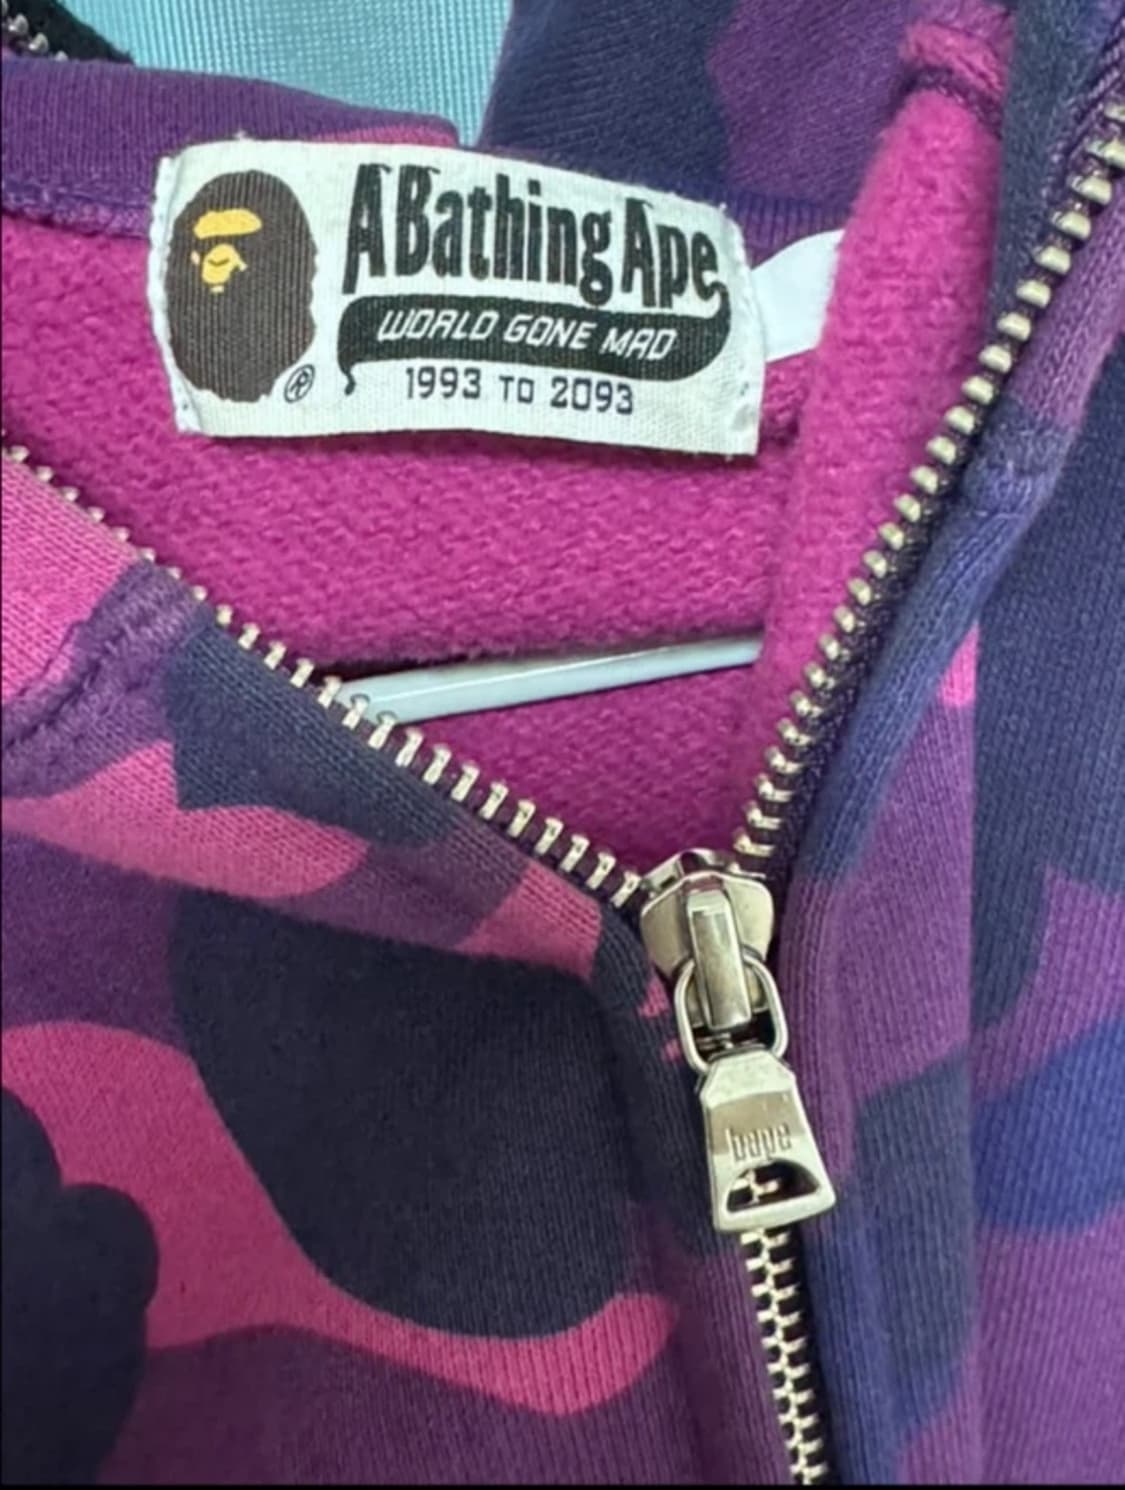 A Bathing Ape
WORLD GONE MAD
1993 TO 2093
®
bape